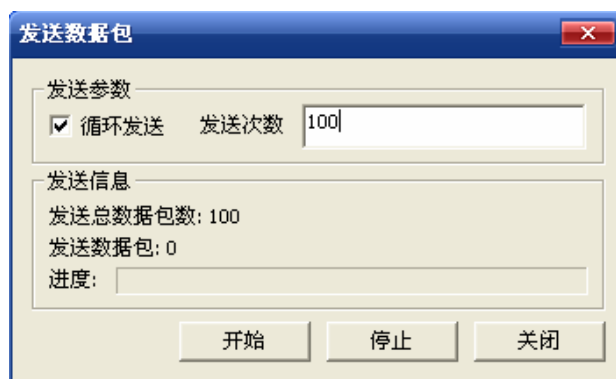 发送数据包
发送参数
循环发送 发送次数 100
发送信息
发送总数据包数: 100
发送数据包: 0
进度:
开始 停止 关闭